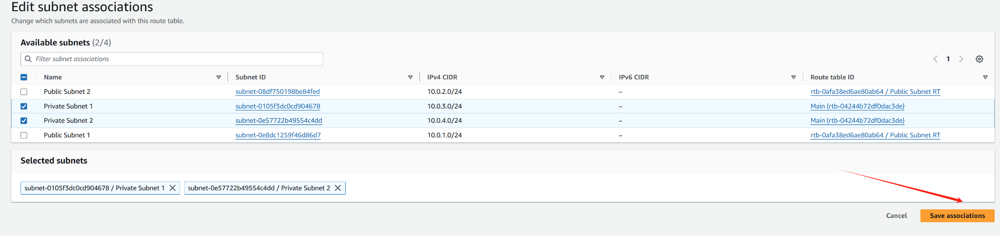 Edit subnet associations
Change which subnets are associated with this route table.
Available subnets (2/4)
Filter subnet associations
1
Name Subnet ID IPv4 CIDR IPv6 CIDR Route table ID
Public Subnet 2 subnet-08df750198be84fed 10.0.2.0/24 – rtb-0afa38ed6ae80ab64 / Public Subnet RT
Private Subnet 1 subnet-0105f3dc0cd904678 10.0.3.0/24 – Main (rtb-04244b72df0dac3de)
Private Subnet 2 subnet-0e57722b49554c4dd 10.0.4.0/24 – Main (rtb-04244b72df0dac3de)
Public Subnet 1 subnet-0e8dc1259f46d86d7 10.0.1.0/24 – rtb-0afa38ed6ae80ab64 / Public Subnet RT
Selected subnets
subnet-0105f3dc0cd904678 / Private Subnet 1 subnet-0e57722b49554c4dd / Private Subnet 2
Cancel Save associations